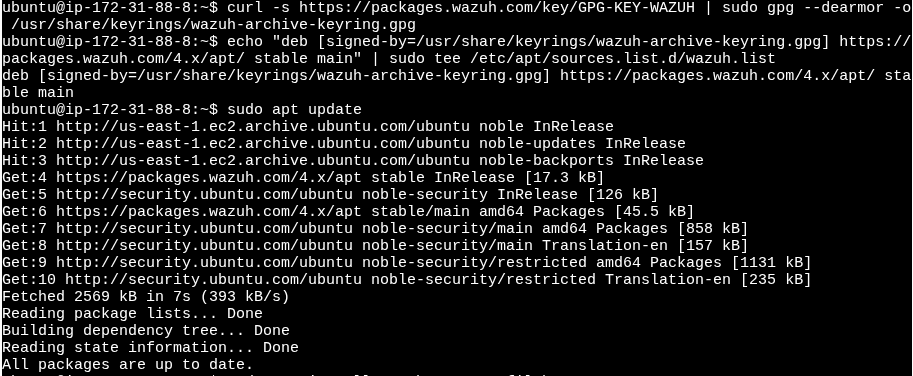 ubuntu@ip-172-31-88-8:~$ curl -s https://packages.wazuh.com/key/GPG-KEY-WAZUH | sudo gpg --dearmor -o
 /usr/share/keyrings/wazuh-archive-keyring.gpg
ubuntu@ip-172-31-88-8:~$ echo "deb [signed-by=/usr/share/keyrings/wazuh-archive-keyring.gpg] https://
packages.wazuh.com/4.x/apt/ stable main" | sudo tee /etc/apt/sources.list.d/wazuh.list
deb [signed-by=/usr/share/keyrings/wazuh-archive-keyring.gpg] https://packages.wazuh.com/4.x/apt/ sta
ble main
ubuntu@ip-172-31-88-8:~$ sudo apt update
Hit:1 http://us-east-1.ec2.archive.ubuntu.com/ubuntu noble InRelease
Hit:2 http://us-east-1.ec2.archive.ubuntu.com/ubuntu noble-updates InRelease
Hit:3 http://us-east-1.ec2.archive.ubuntu.com/ubuntu noble-backports InRelease
Get:4 https://packages.wazuh.com/4.x/apt stable InRelease [17.3 kB]
Get:5 http://security.ubuntu.com/ubuntu noble-security InRelease [126 kB]
Get:6 https://packages.wazuh.com/4.x/apt stable/main amd64 Packages [45.5 kB]
Get:7 http://security.ubuntu.com/ubuntu noble-security/main amd64 Packages [858 kB]
Get:8 http://security.ubuntu.com/ubuntu noble-security/main Translation-en [157 kB]
Get:9 http://security.ubuntu.com/ubuntu noble-security/restricted amd64 Packages [1131 kB]
Get:10 http://security.ubuntu.com/ubuntu noble-security/restricted Translation-en [235 kB]
Fetched 2569 kB in 7s (393 kB/s)
Reading package lists... Done
Building dependency tree... Done
Reading state information... Done
All packages are up to date.